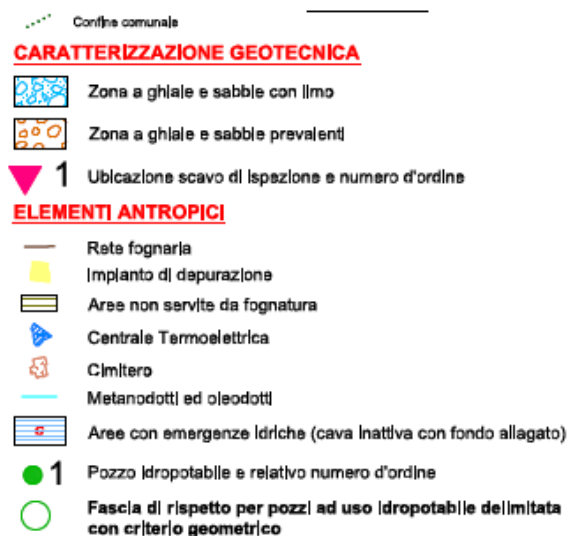 Confine comunale
CARATTERIZZAZIONE GEOTECNICA
Zona a ghiaie e sabbie con limo
Zona a ghiaie e sabbie prevalenti
1 Ubicazione scavo di ispezione e numero d'ordine
ELEMENTI ANTROPICI
Rete fognaria
Impianto di depurazione
Aree non servite da fognatura
Centrale Termoelettrica
Cimitero
Metanodotti ed oleodotti
Aree con emergenze idriche (cava inattiva con fondo allagato)
1 Pozzo idropotabile e relativo numero d'ordine
Fascia di rispetto per pozzi ad uso idropotabile delimitata
con criterio geometrico